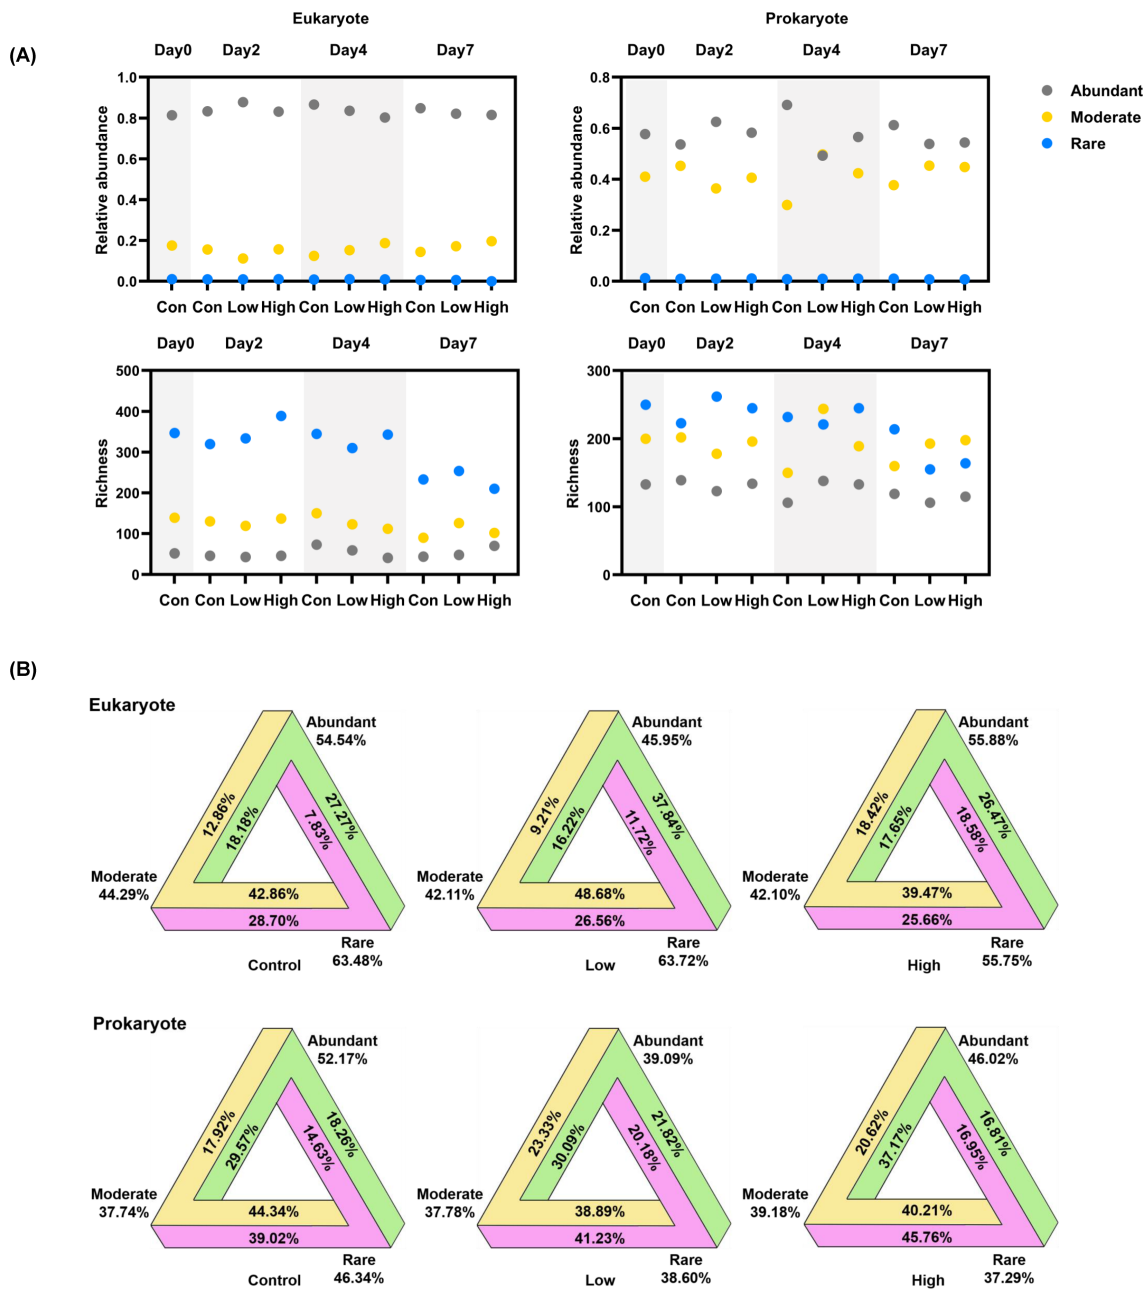 Eukaryote Prokaryote
(A)
Day0 Day2 Day4 Day7 Day0 Day2 Day4 Day7
Relative abundance
1.0
0.8
0.6
0.4
0.2
0.0
Con Con Low High Con Low High Con Low High
Relative abundance
0.8
0.6
0.4
0.2
0.0
Con Con Low High Con Low High Con Low High
Abundant
Moderate
Rare
Day0 Day2 Day4 Day7 Day0 Day2 Day4 Day7
Richness
500
400
300
200
100
0
Con Con Low High Con Low High Con Low High
Richness
300
200
100
0
Con Con Low High Con Low High Con Low High
(B)
Eukaryote
Abundant
54.54%
12.86%
18.18%
7.83%
27.27%
Moderate
44.29%
42.86%
28.70%
Rare
63.48%
Control
Abundant
45.95%
9.21%
16.22%
11.72%
37.84%
Moderate
42.11%
48.68%
26.56%
Rare
63.72%
Low
Abundant
55.88%
18.42%
17.65%
18.58%
26.47%
Moderate
42.10%
39.47%
25.66%
Rare
55.75%
High
Prokaryote
Abundant
52.17%
17.92%
29.57%
14.63%
18.26%
Moderate
37.74%
44.34%
39.02%
Rare
46.34%
Control
Abundant
39.09%
23.33%
30.09%
20.18%
21.82%
Moderate
37.78%
38.89%
41.23%
Rare
38.60%
Low
Abundant
46.02%
20.62%
37.17%
16.95%
16.81%
Moderate
39.18%
40.21%
45.76%
Rare
37.29%
High